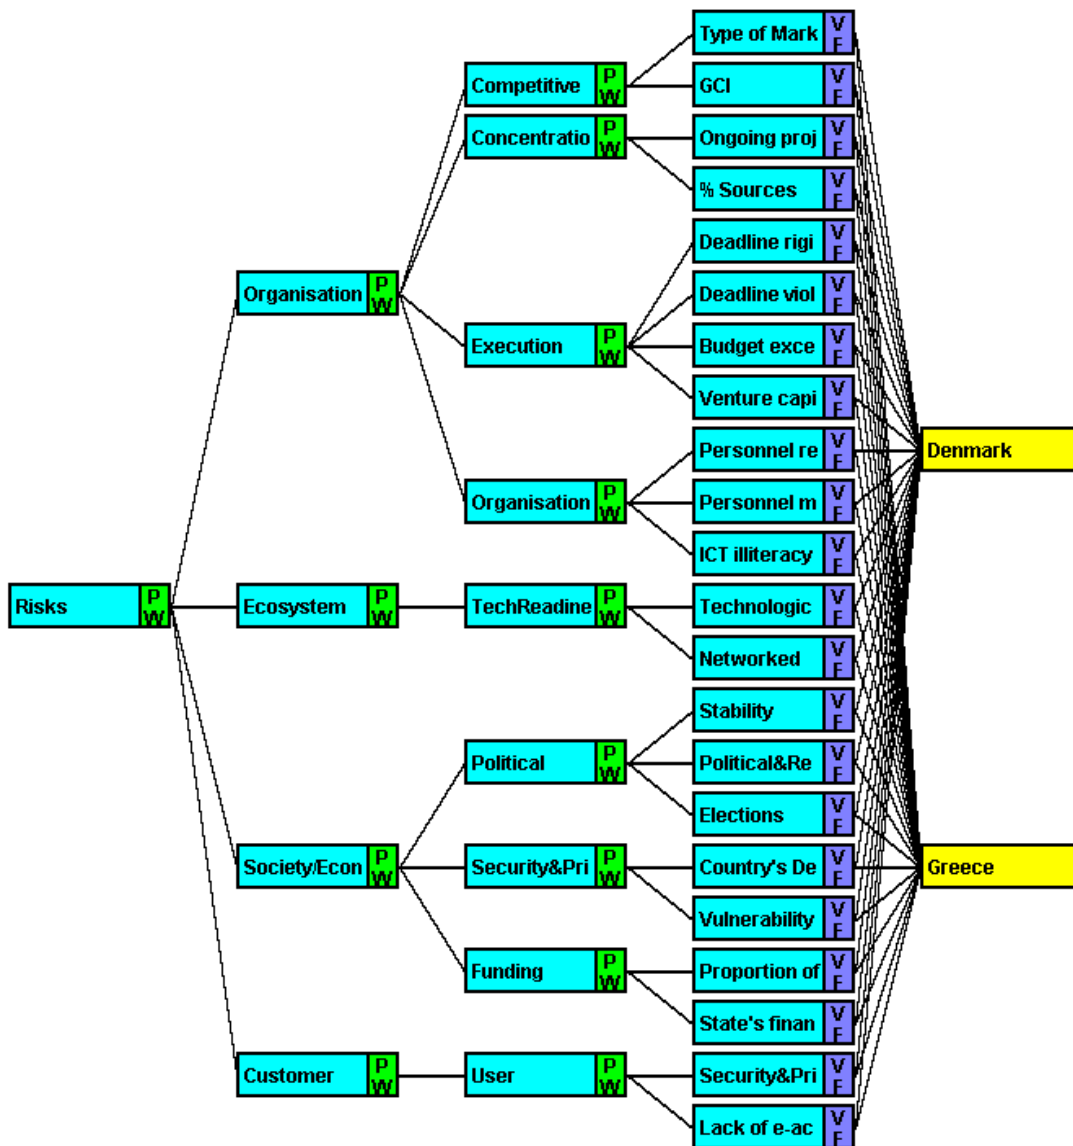 Risks
P
W
Organisation
P
W
Ecosystem
P
W
Society/Econ
P
W
Customer
P
W
Competitive
P
W
Concentratio
P
W
Execution
P
W
Organisation
P
W
TechReadine
P
W
Political
P
W
Security&Pri
P
W
Funding
P
W
User
P
W
Type of Mark
V
F
GCI
V
F
Ongoing proj
V
F
% Sources
V
F
Deadline rigi
V
F
Deadline viol
V
F
Budget exce
V
F
Venture capi
V
F
Personnel re
V
F
Personnel m
V
F
ICT illiteracy
V
F
Technologic
V
F
Networked
V
F
Stability
V
F
Political&Re
V
F
Elections
V
F
Country's De
V
F
Vulnerability
V
F
Proportion of
V
F
State's finan
V
F
Security&Pri
V
F
Lack of e-ac
V
F
Denmark
Greece